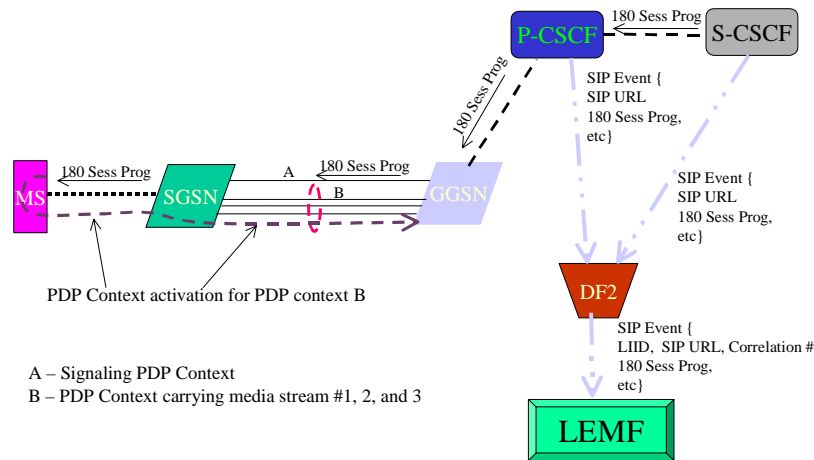 180 Sess Prog
P-CSCF
S-CSCF
180 Sess Prog
SIP Event {
SIP URL
180 Sess Prog,
etc}
180 Sess Prog
A
180 Sess Prog
MS
SGSN
B
GGSN
SIP Event {
SIP URL
180 Sess Prog,
etc}
PDP Context activation for PDP context B
DF2
SIP Event {
LIID, SIP URL, Correlation #
180 Sess Prog,
etc}
A – Signaling PDP Context
B – PDP Context carrying media stream #1, 2, and 3
LEMF